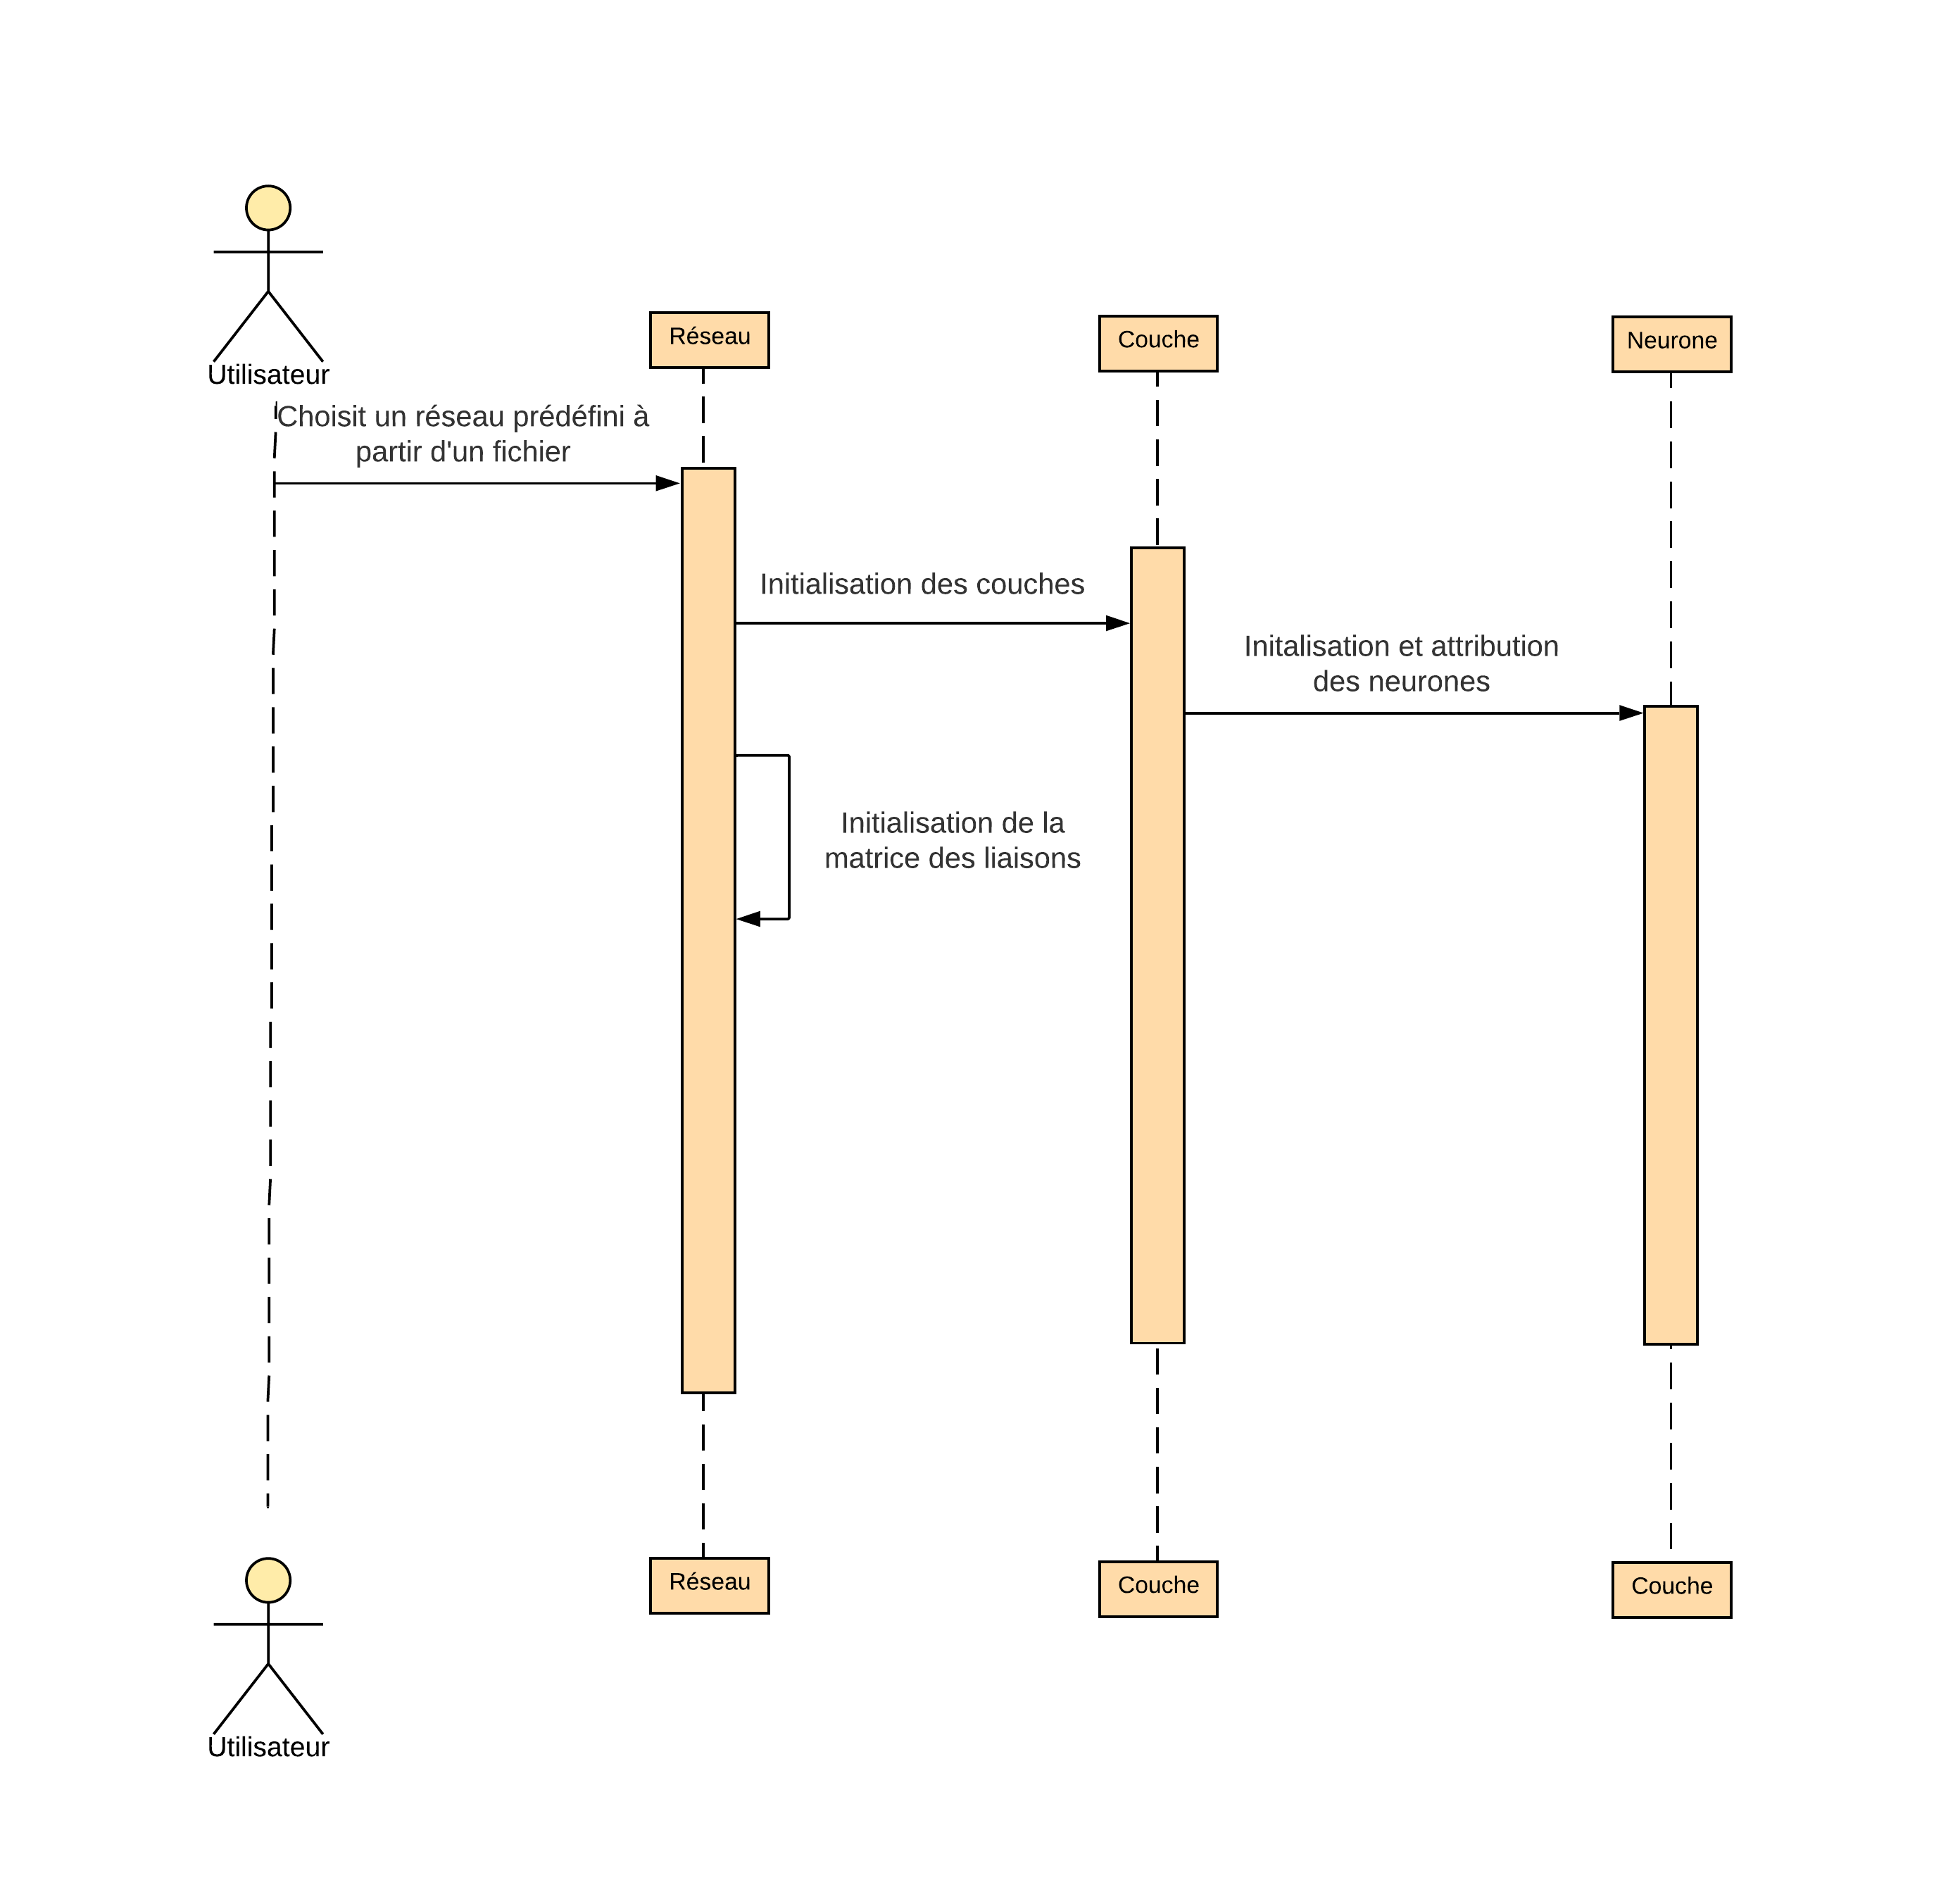 Utilisateur
Réseau
Couche
Neurone
Choisit un réseau prédéfini à
partir d'un fichier
Initialisation des couches
Initalisation et attribution
des neurones
Initialisation de la
matrice des liaisons
Réseau
Couche
Couche
Utilisateur